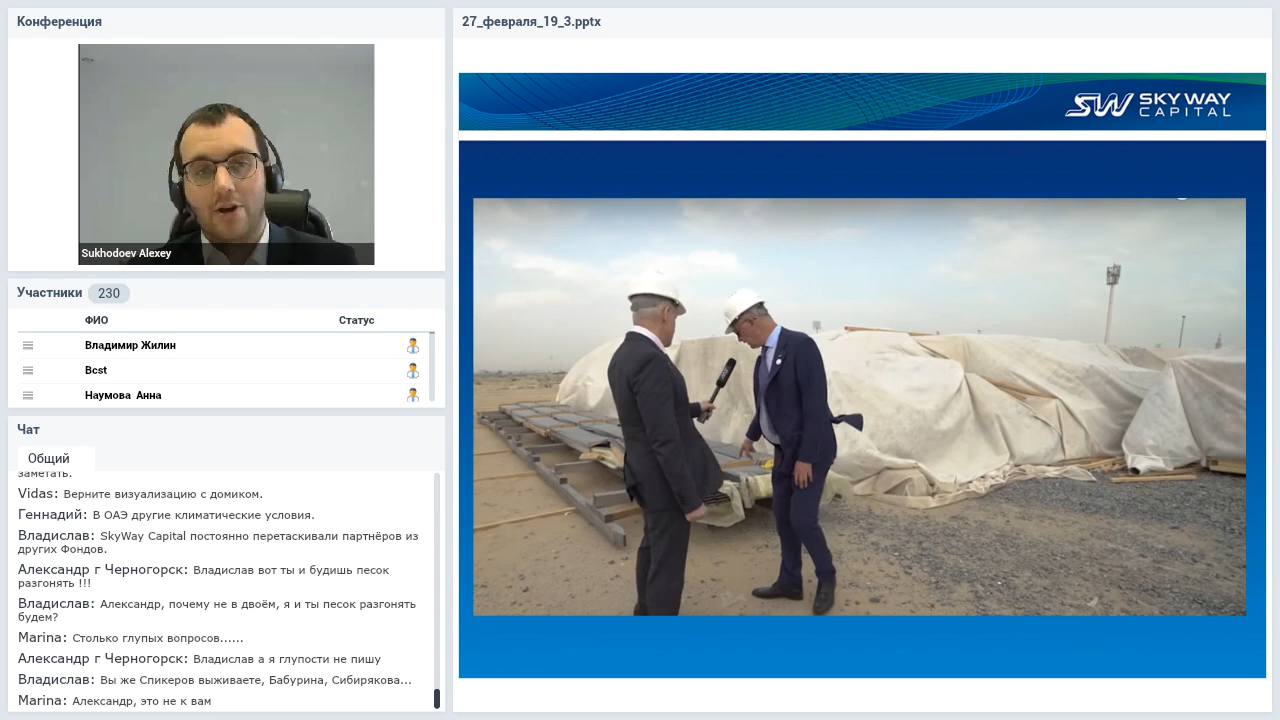 Конференция
Sukhodoev Alexey
Участники 230
ФИО Статус
Владимир Жилин
Bcst
Наумова Анна
Чат
Общий
заметать.
Vidas: Верните визуализацию с домиком.
Геннадий: В ОАЭ другие климатические условия.
Владислав: SkyWay Capital постоянно перетаскивали партнёров из
других Фондов.
Александр г Черногорск: Владислав вот ты и будишь песок
разгонять !!!
Владислав: Александр, почему не в двоём, я и ты песок разгонять
будем?
Marina: Столько глупых вопросов......
Александр г Черногорск: Владислав а я глупости не пишу
Владислав: Вы же Спикеров выживаете, Бабурина, Сибирякова...
Marina: Александр, это не к вам
27_февраля_19_3.pptx
SW SKY WAY
CAPITAL